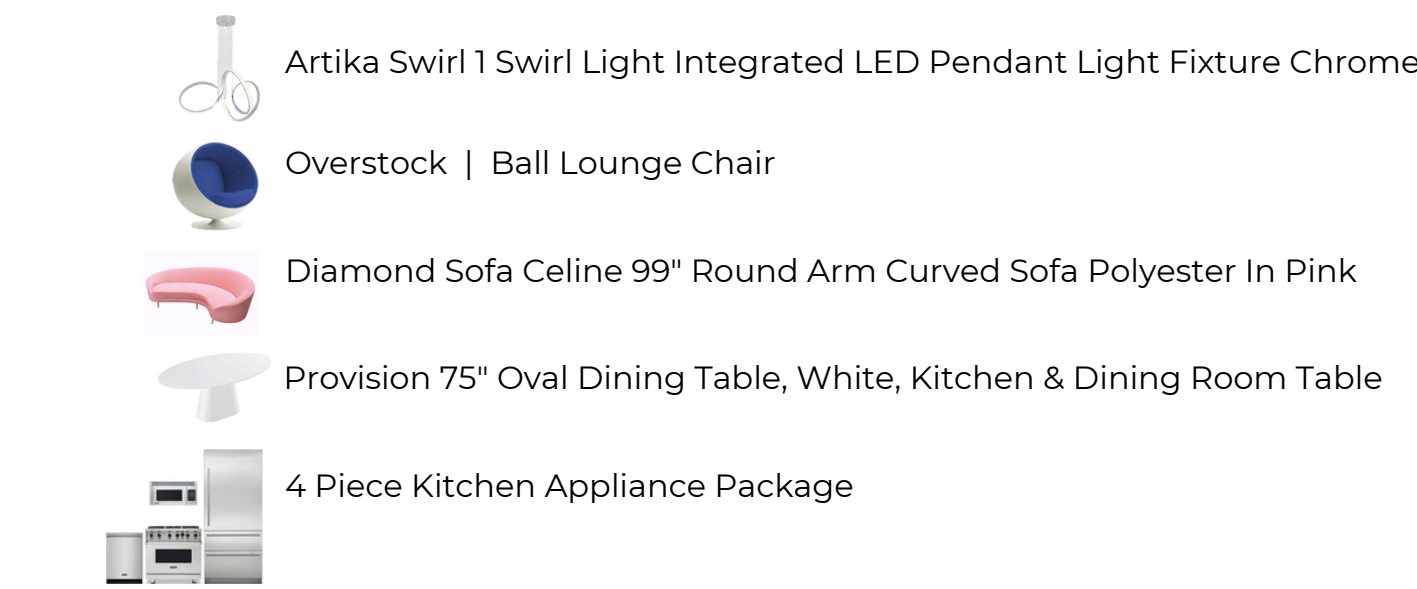 Artika Swirl 1 Swirl Light Integrated LED Pendant Light Fixture Chrome
Overstock | Ball Lounge Chair
Diamond Sofa Celine 99" Round Arm Curved Sofa Polyester In Pink
Provision 75" Oval Dining Table, White, Kitchen & Dining Room Table
4 Piece Kitchen Appliance Package